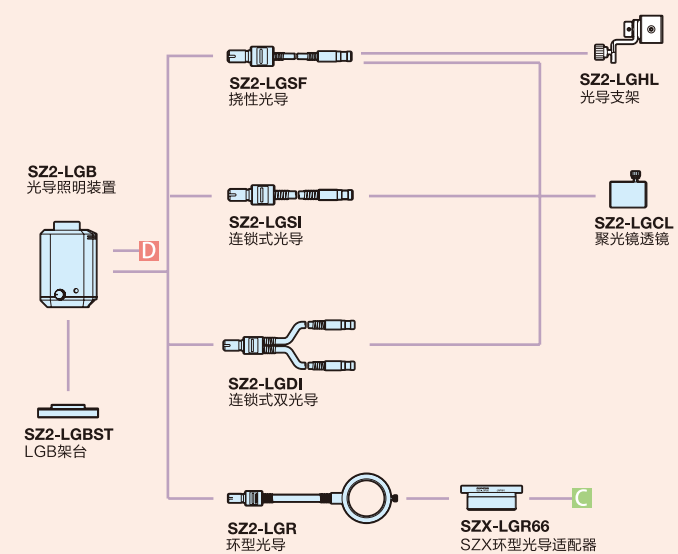 SZ2-LGSF
挠性光导
SZ2-LGHL
光导支架
SZ2-LGB
光导照明装置
D
SZ2-LGSI
连锁式光导
SZ2-LGCL
聚光镜透镜
SZ2-LGDI
连锁式双光导
SZ2-LGBST
LGB架台
SZ2-LGR
环型光导
SZX-LGR66
SZX环型光导适配器
C